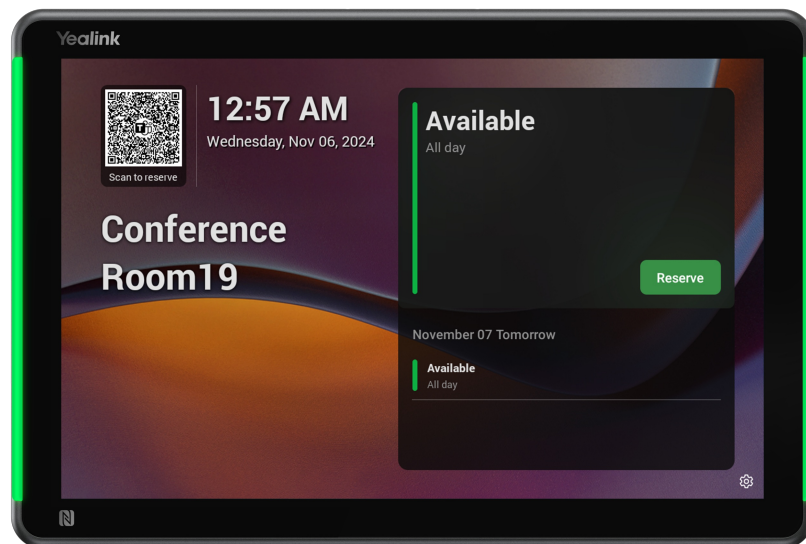 Yealink
12:57 AM
Wednesday, Nov 06, 2024
Scan to reserve
Conference
Room19
Available
All day
Reserve
November 07 Tomorrow
Available
All day